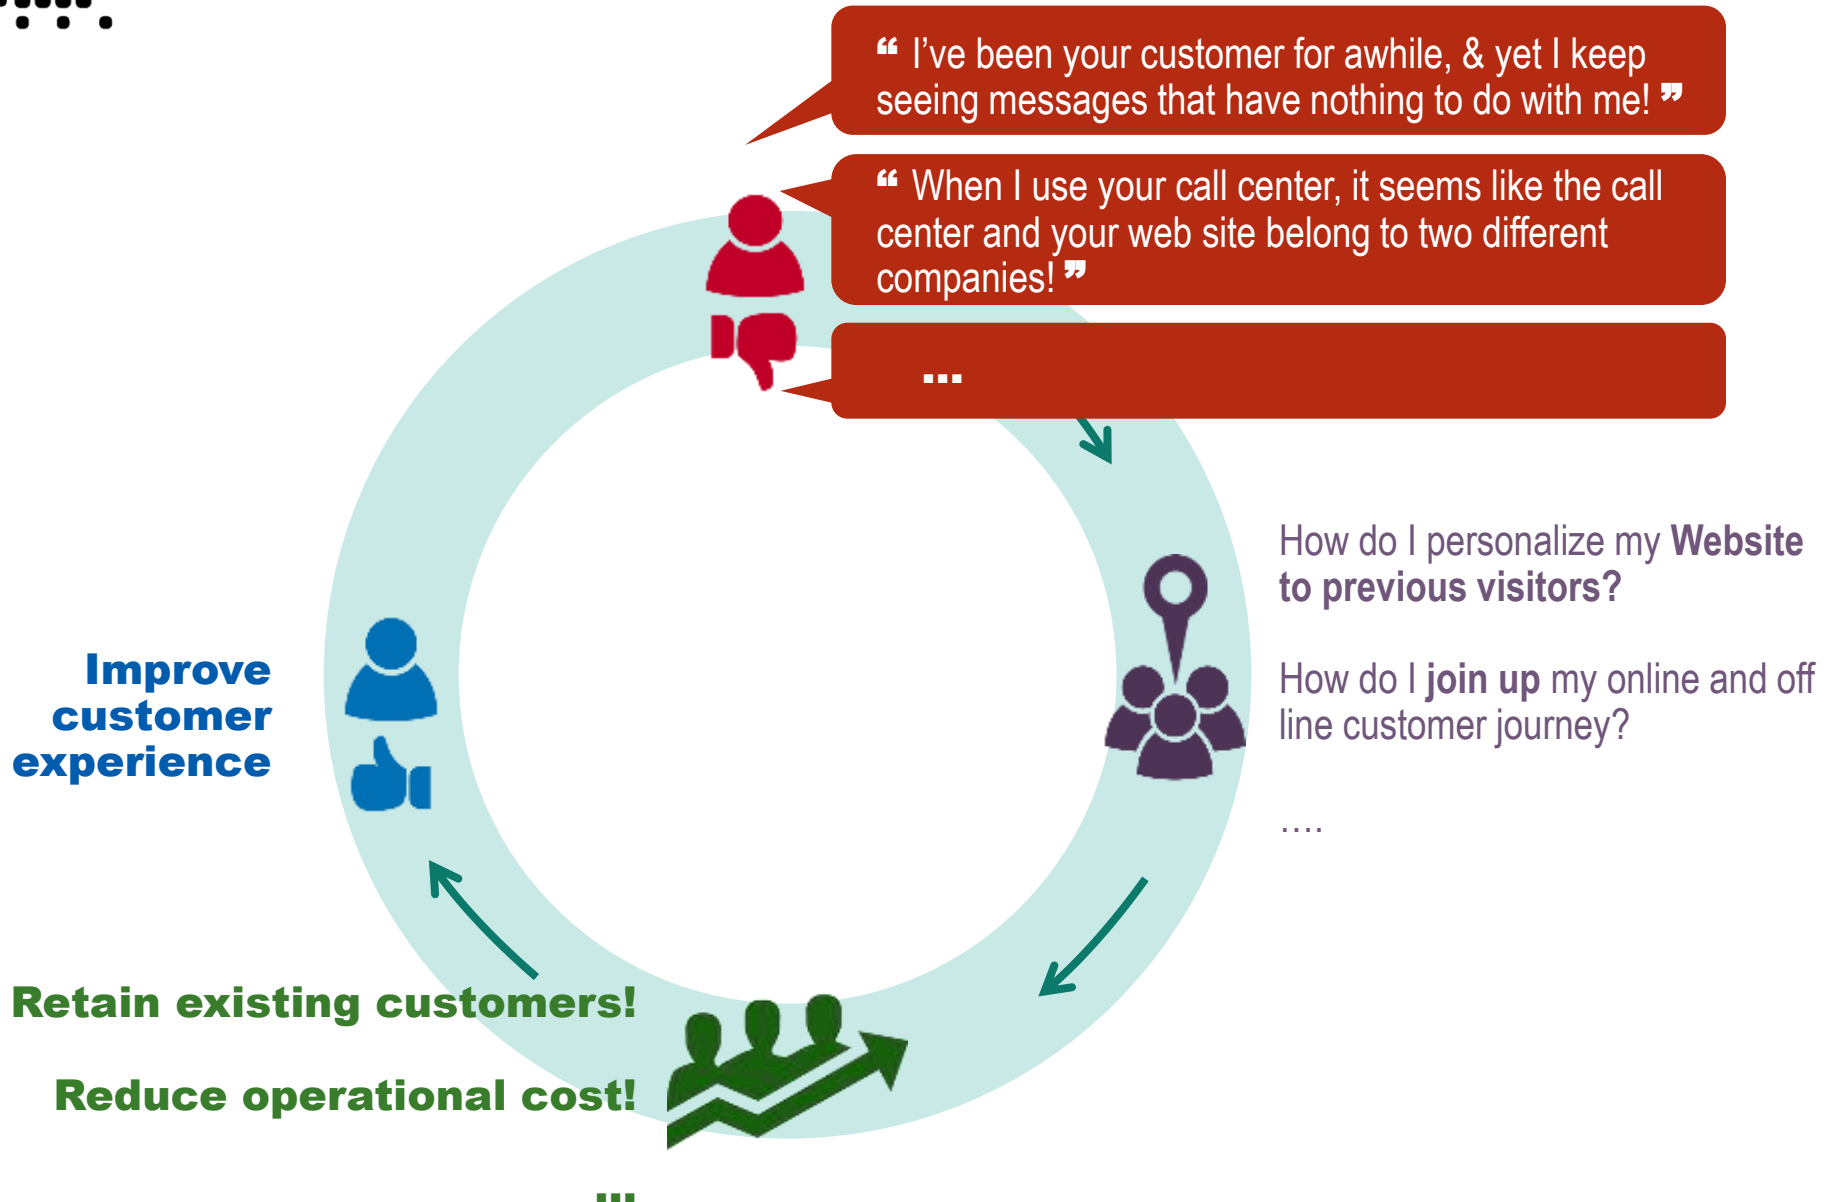 ❝ I’ve been your customer for awhile, & yet I keep
seeing messages that have nothing to do with me! ❞
❝ When I use your call center, it seems like the call
center and your web site belong to two different
companies! ❞
...
How do I personalize my Website
to previous visitors?
How do I join up my online and off
line customer journey?
….
Improve
customer
experience
Retain existing customers!
Reduce operational cost!
...